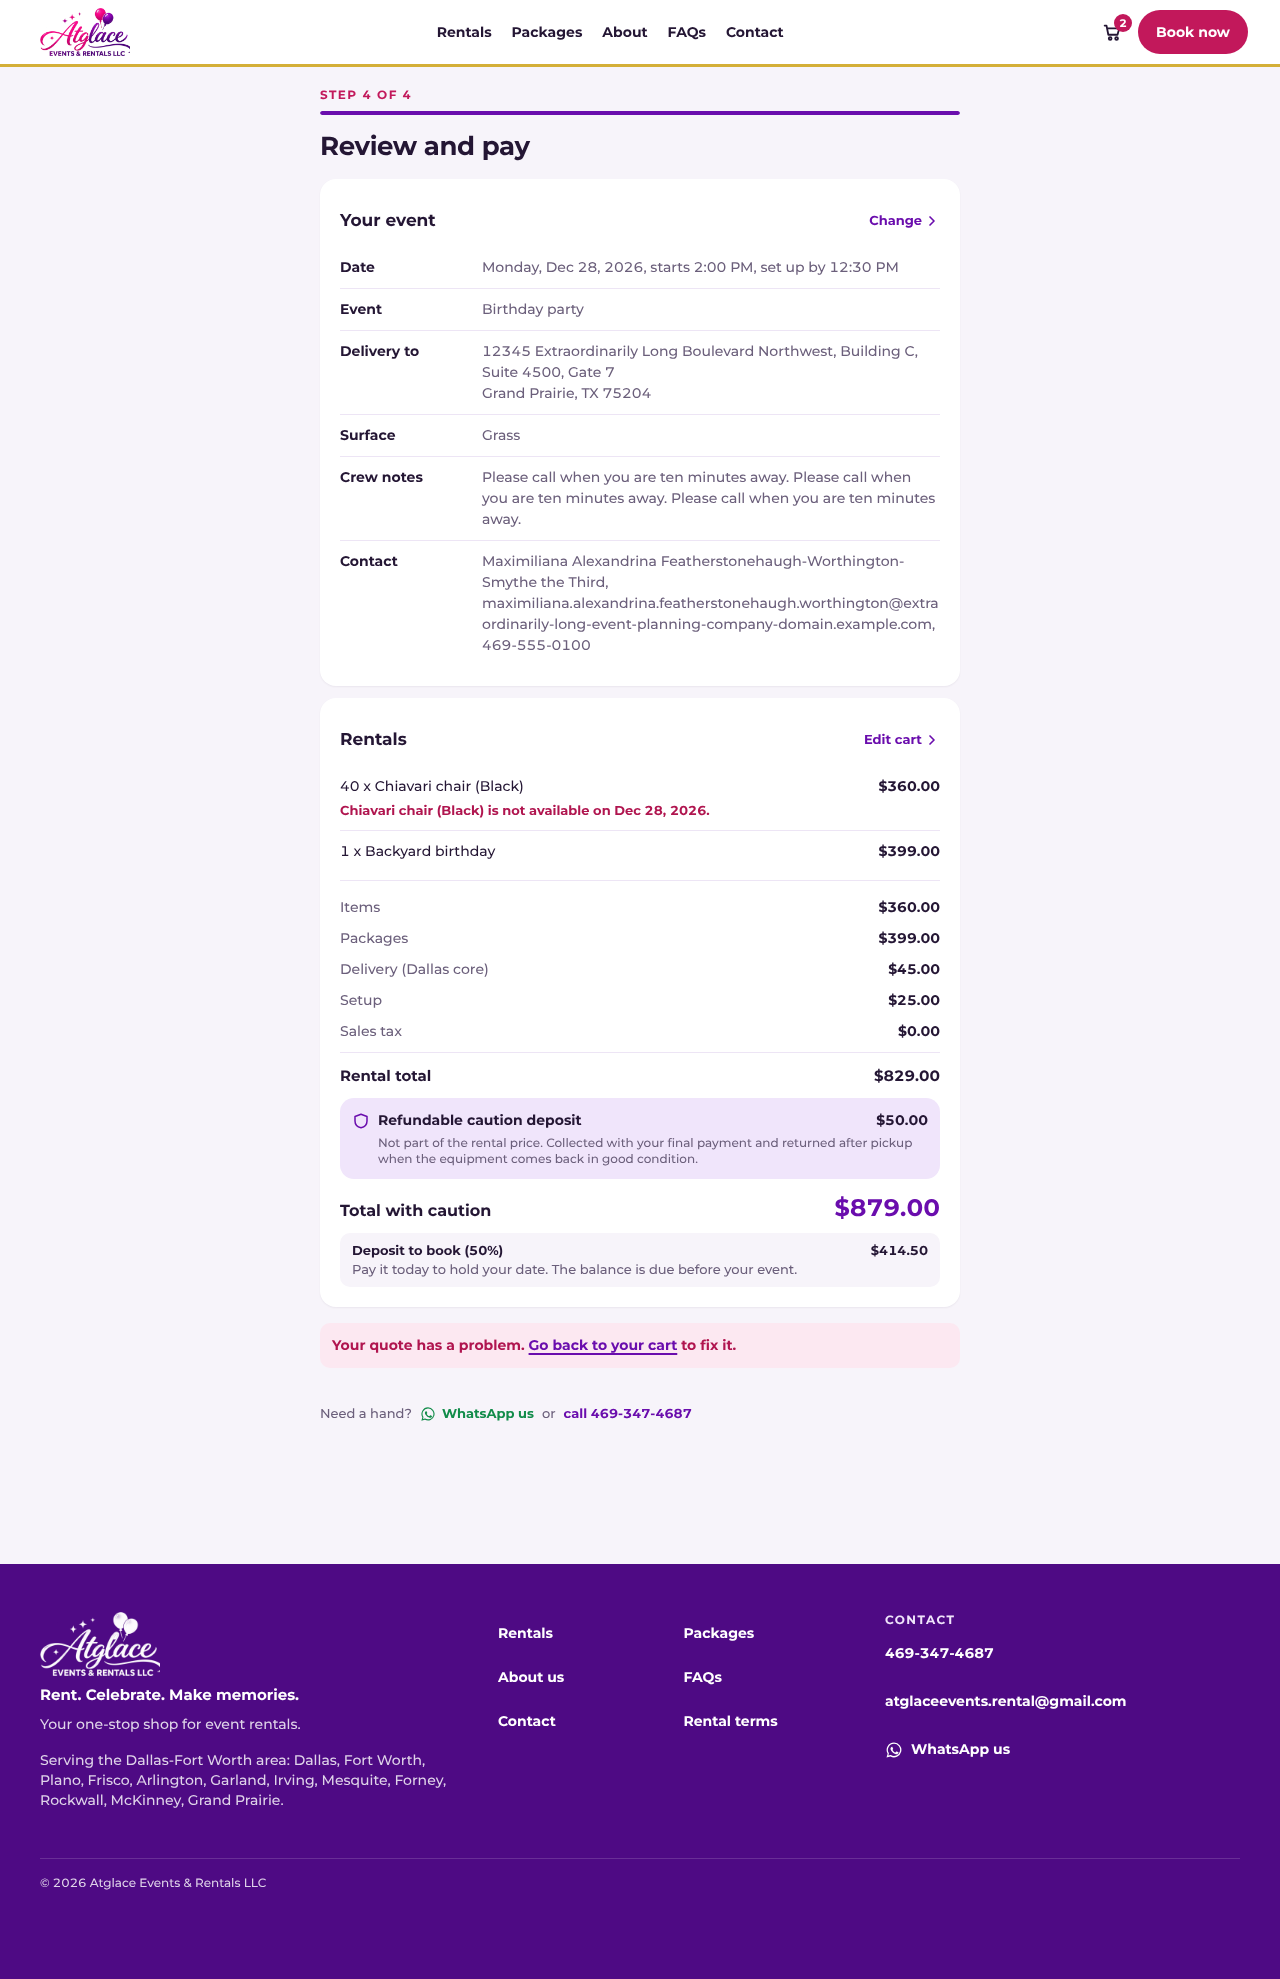 Atglace
EVENTS & RENTALS LLC
Rentals
Packages
About
FAQs
Contact
2
Book now
STEP 4 OF 4
Review and pay
Your event
Change
Date
Monday, Dec 28, 2026, starts 2:00 PM, set up by 12:30 PM
Event
Birthday party
Delivery to
12345 Extraordinarily Long Boulevard Northwest, Building C,
Suite 4500, Gate 7
Grand Prairie, TX 75204
Surface
Grass
Crew notes
Please call when you are ten minutes away. Please call when
you are ten minutes away. Please call when you are ten minutes
away.
Contact
Maximiliana Alexandrina Featherstonehaugh-Worthington-
Smythe the Third,
maximiliana.alexandrina.featherstonehaugh.worthington@extra
ordinarily-long-event-planning-company-domain.example.com,
469-555-0100
Rentals
Edit cart
40 x Chiavari chair (Black)
$360.00
Chiavari chair (Black) is not available on Dec 28, 2026.
1 x Backyard birthday
$399.00
Items
$360.00
Packages
$399.00
Delivery (Dallas core)
$45.00
Setup
$25.00
Sales tax
$0.00
Rental total
$829.00
Refundable caution deposit
$50.00
Not part of the rental price. Collected with your final payment and returned after pickup
when the equipment comes back in good condition.
Total with caution
$879.00
Deposit to book (50%)
$414.50
Pay it today to hold your date. The balance is due before your event.
Your quote has a problem. Go back to your cart to fix it.
Need a hand? WhatsApp us or call 469-347-4687
Atglace
EVENTS & RENTALS LLC
Rent. Celebrate. Make memories.
Your one-stop shop for event rentals.
Serving the Dallas-Fort Worth area: Dallas, Fort Worth,
Plano, Frisco, Arlington, Garland, Irving, Mesquite, Forney,
Rockwall, McKinney, Grand Prairie.
Rentals
Packages
About us
FAQs
Contact
Rental terms
CONTACT
469-347-4687
atglaceevents.rental@gmail.com
WhatsApp us
© 2026 Atglace Events & Rentals LLC